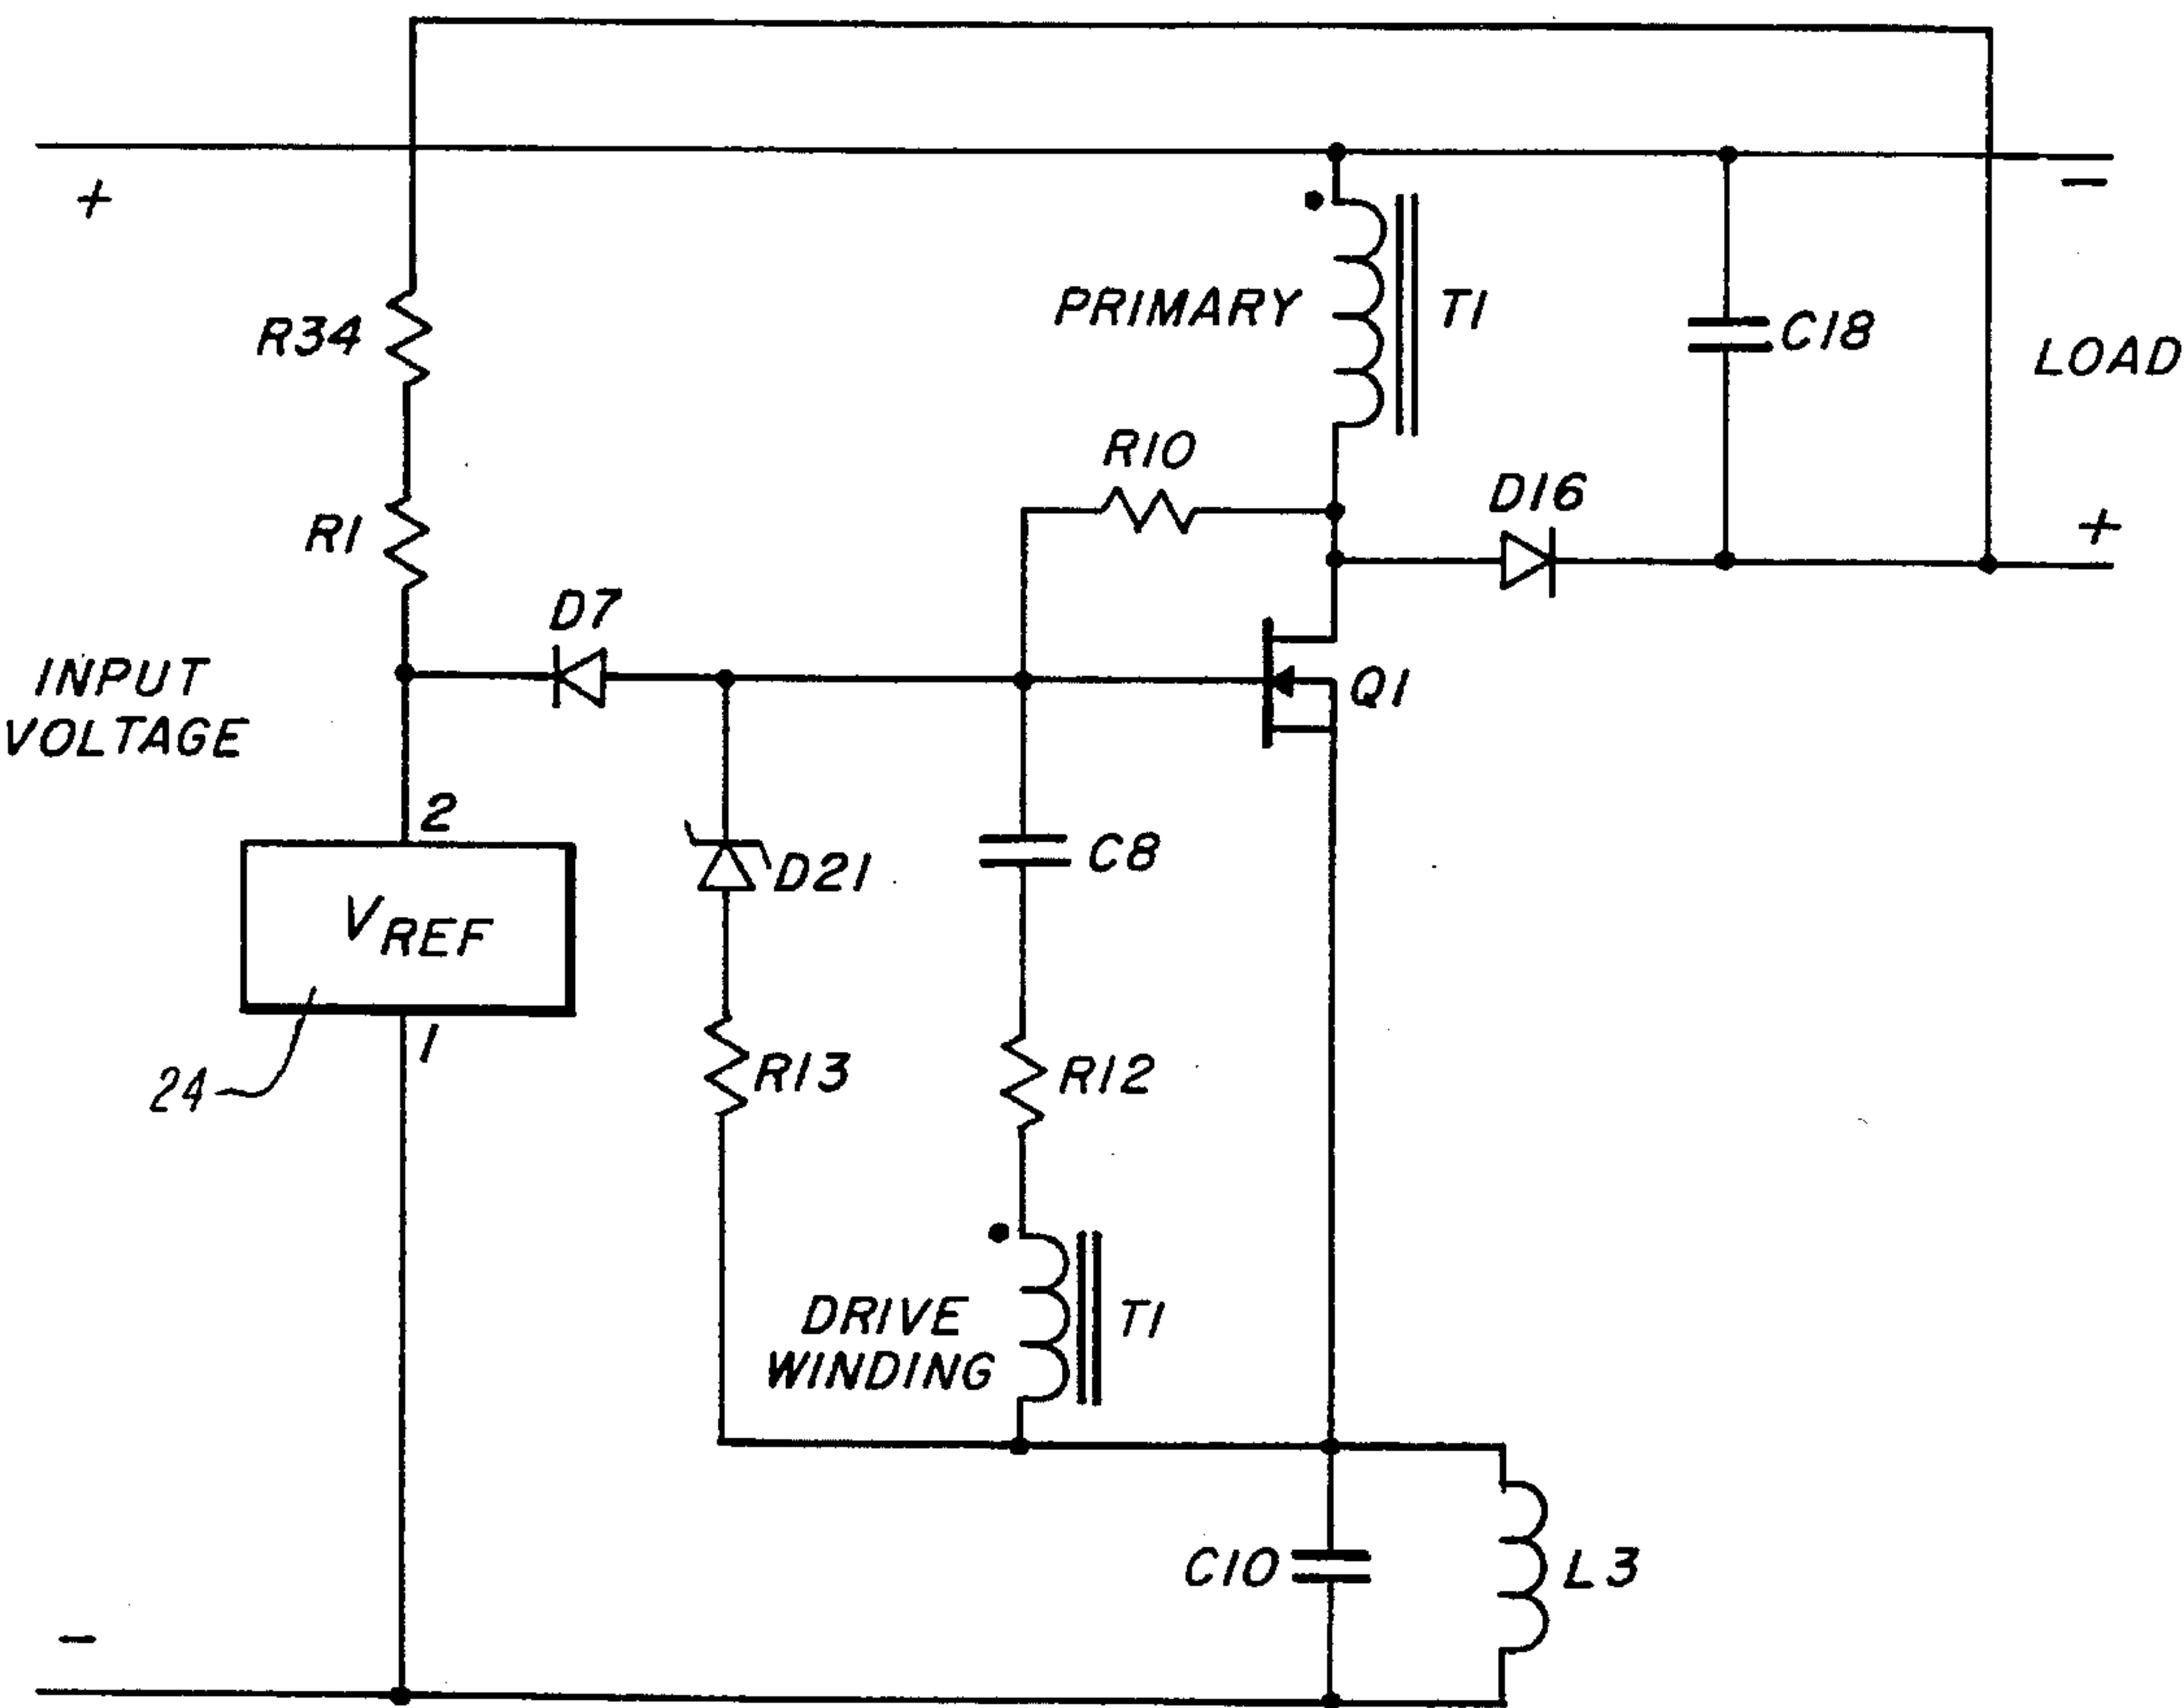 +
−
PRIMARY
T1
R34
C18
LOAD
R10
D16
+
R1
D7
INPUT
VOLTAGE
Q1
2
C8
D21
VREF
1
R13
R12
24
DRIVE
WINDING
T1
C10
L3
−